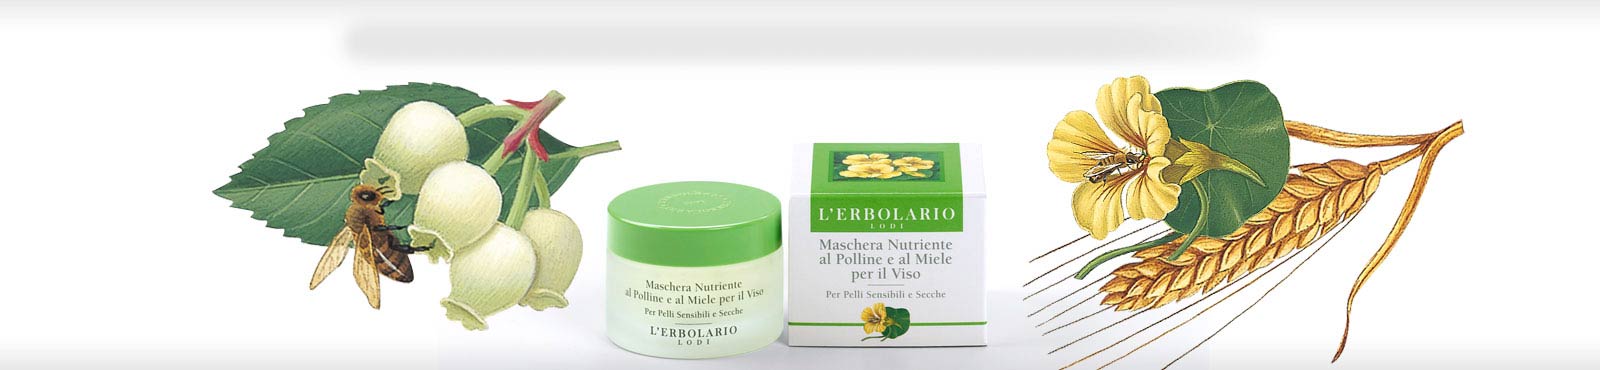 Maschera Nutriente
al Polline e al Miele per il Viso
Per Pelli Sensibili e Secche
L'ERBOLARIO
LODI
L'ERBOLARIO
LODI
Maschera Nutriente
al Polline e al Miele
per il Viso
Per Pelli Sensibili e Secche